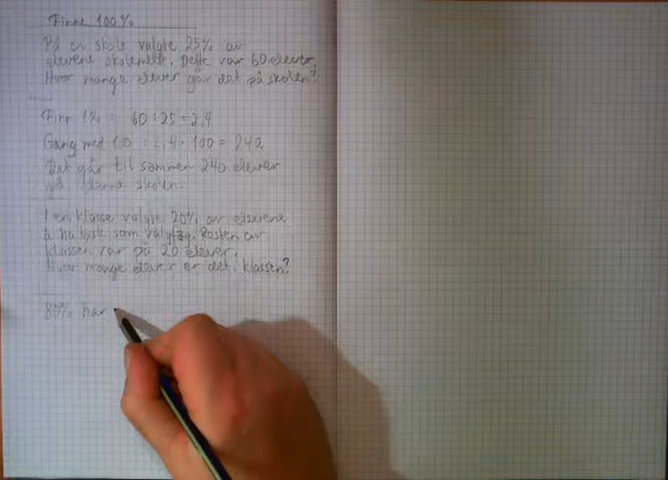 Finne 100%
På en skole valgte 25% av
elevene skolemelk. Dette var 60 elever.
Hvor mange elever går det på skolen?
Finn 1% = 60 : 25 = 2,4
Gang med 100 = 2,4 · 100 = 240.
Det går til sammen 240 elever
på denne skolen.
I en klasse valgte 20% av elevene
å ha tysk som valgfag. Resten av
klassen var på 20 elever.
Hvor mange elever er det i klassen?
80% har